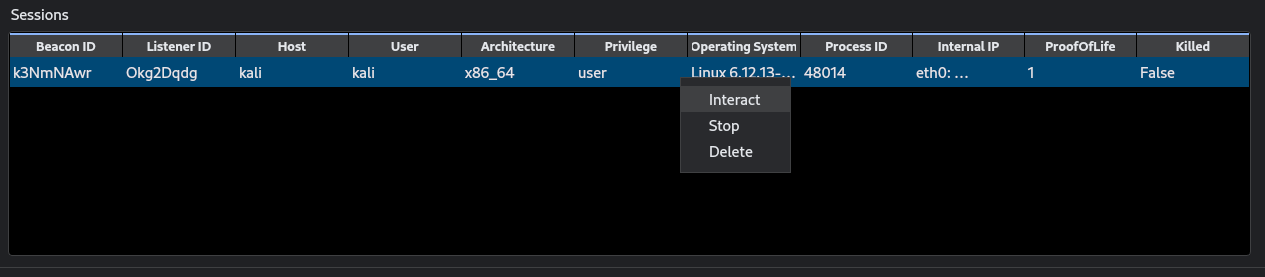 Sessions
Beacon ID Listener ID Host User Architecture Privilege Operating System Process ID Internal IP ProofOfLife Killed
k3NmNAwr Okg2Dqdg kali kali x86_64 user Linux 6.12.13-... 48014 eth0: ... 1 False
Interact
Stop
Delete